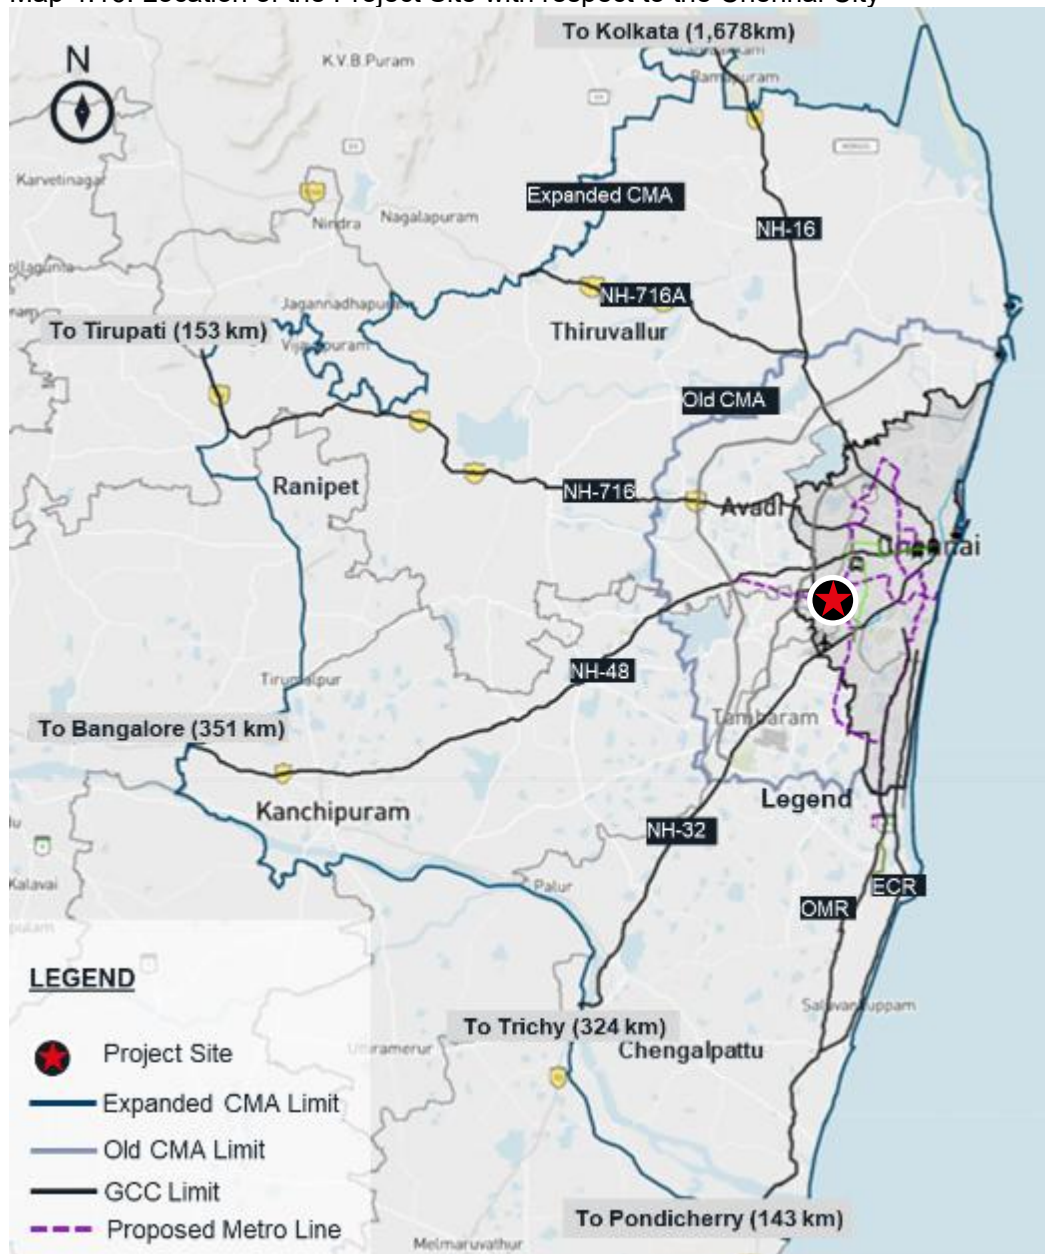 To Kolkata (1,678km)
N
K.V.B.Puram
Ramapuram
Karvetinagar
Expanded CMA
Nindra
Nagalapuram
NH-16
Jagannadhapuram
NH-716A
To Tirupati (153 km)
Thiruvallur
Old CMA
Ranipet
NH-716
Avadi
Chennai
NH-48
Tirumalpur
To Bangalore (351 km)
Tambaram
Legend
Kanchipuram
NH-32
Kalavai
Palur
ECR
OMR
LEGEND
To Trichy (324 km)
Chengalpattu
Uthiramerur
Project Site
Expanded CMA Limit
Old CMA Limit
GCC Limit
Proposed Metro Line
To Pondicherry (143 km)
Melmaruvathur